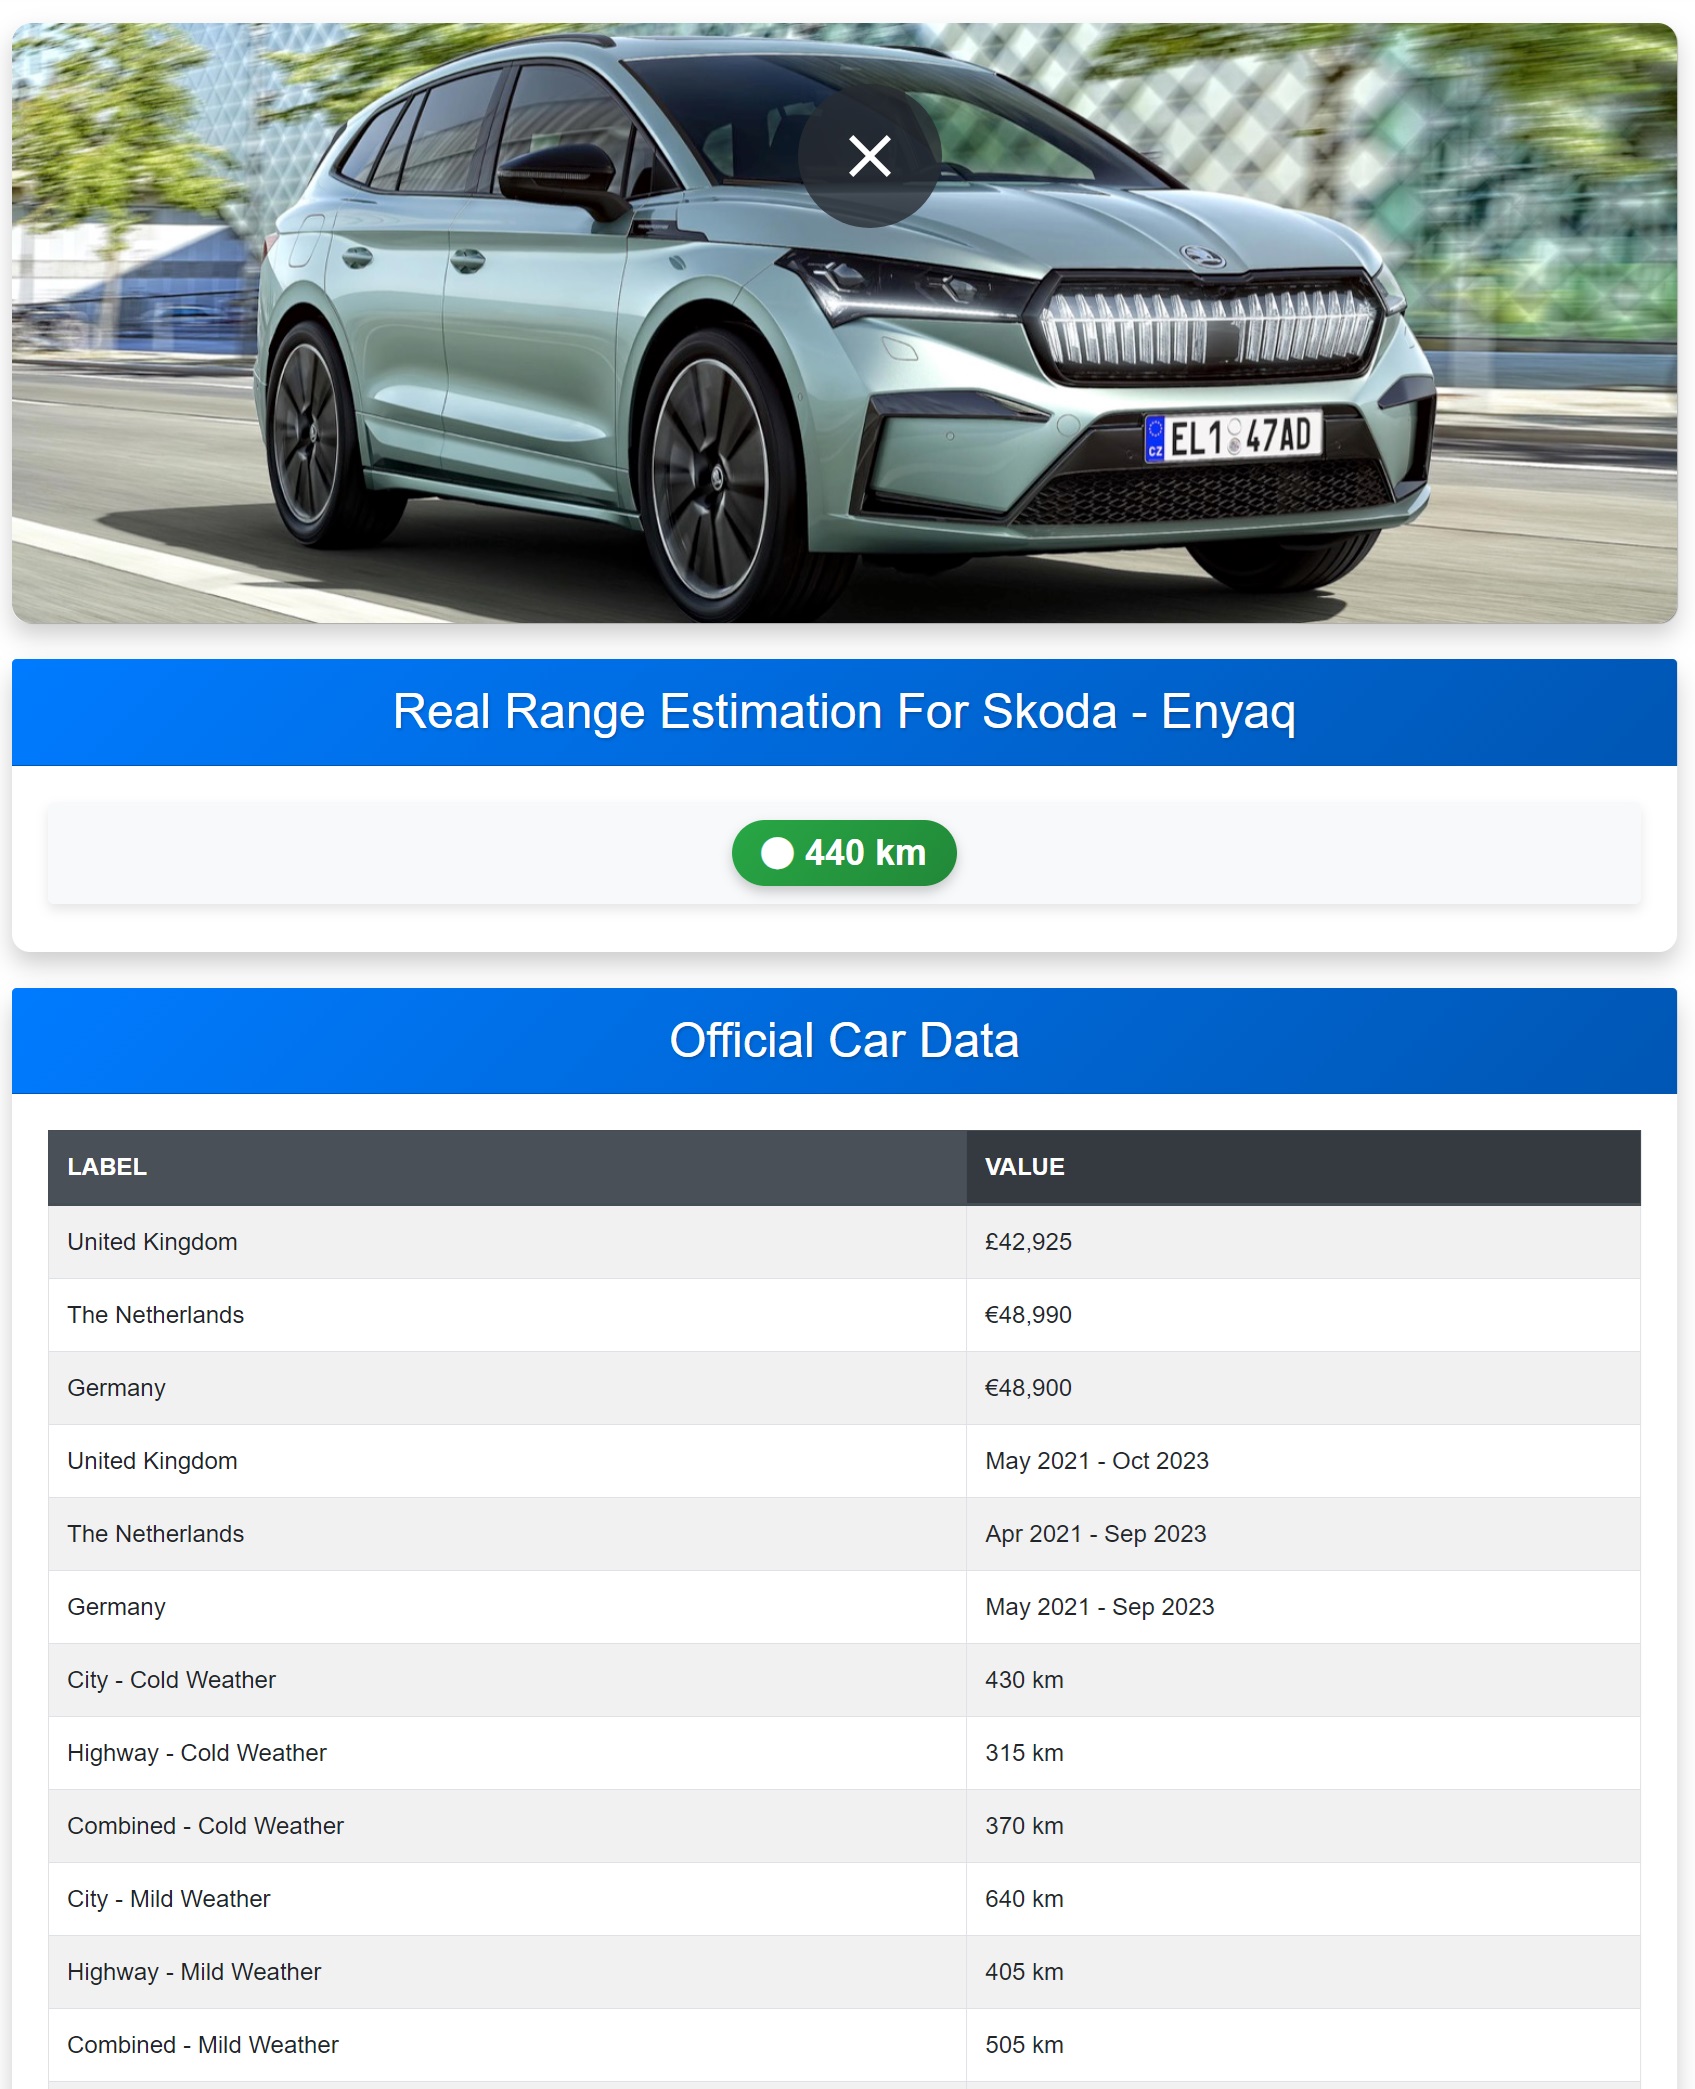 CZ EL1 47AD
Real Range Estimation For Skoda - Enyaq
440 km
Official Car Data
LABEL VALUE
United Kingdom £42,925
The Netherlands €48,990
Germany €48,900
United Kingdom May 2021 - Oct 2023
The Netherlands Apr 2021 - Sep 2023
Germany May 2021 - Sep 2023
City - Cold Weather 430 km
Highway - Cold Weather 315 km
Combined - Cold Weather 370 km
City - Mild Weather 640 km
Highway - Mild Weather 405 km
Combined - Mild Weather 505 km